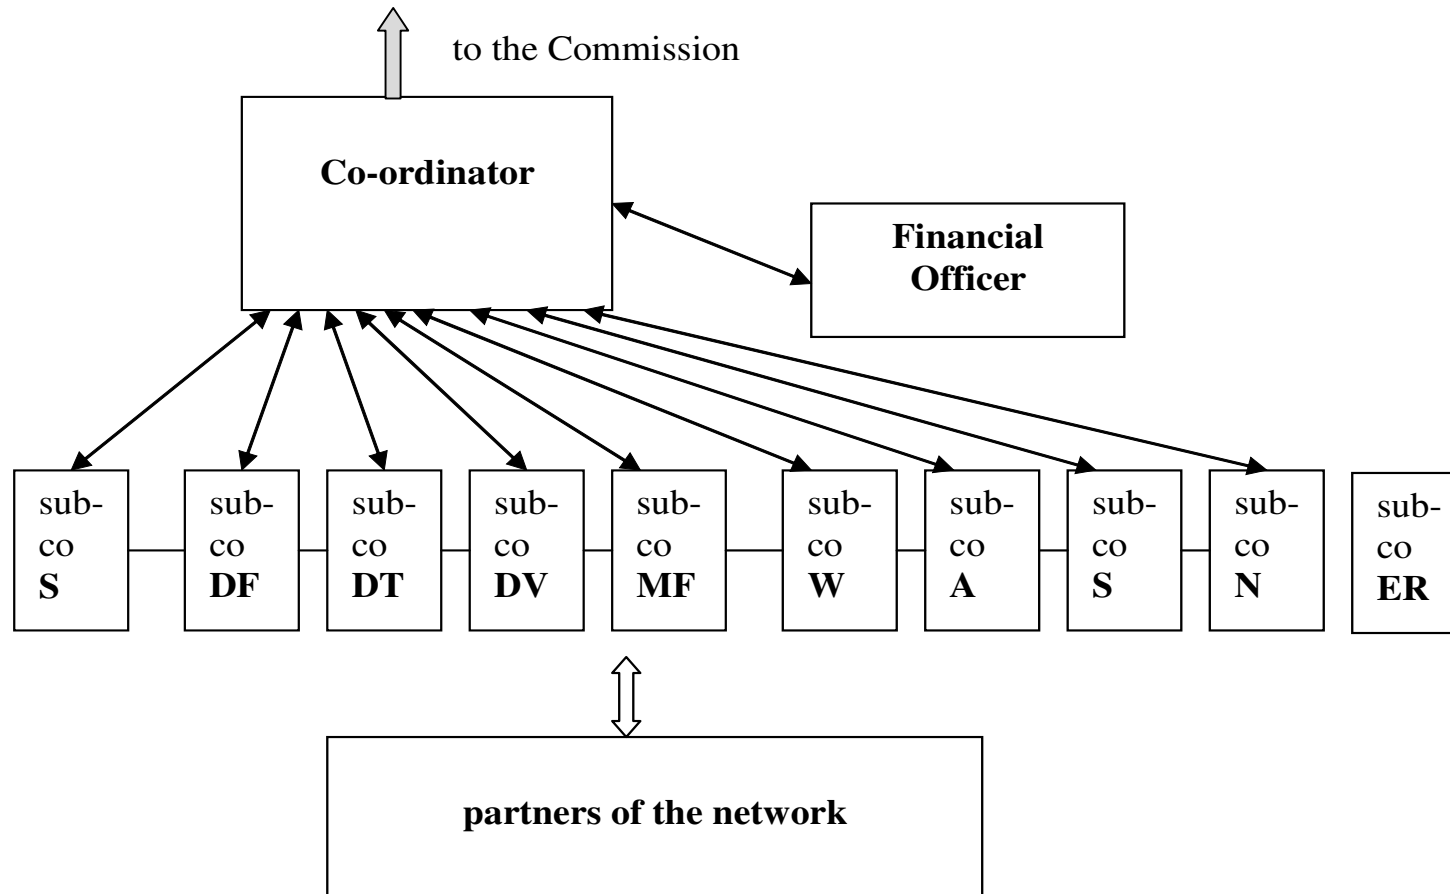 to the Commission
Co-ordinator
Financial
Officer
sub-
co
S
sub-
co
DF
sub-
co
DT
sub-
co
DV
sub-
co
MF
sub-
co
W
sub-
co
A
sub-
co
S
sub-
co
N
sub-
co
ER
partners of the network